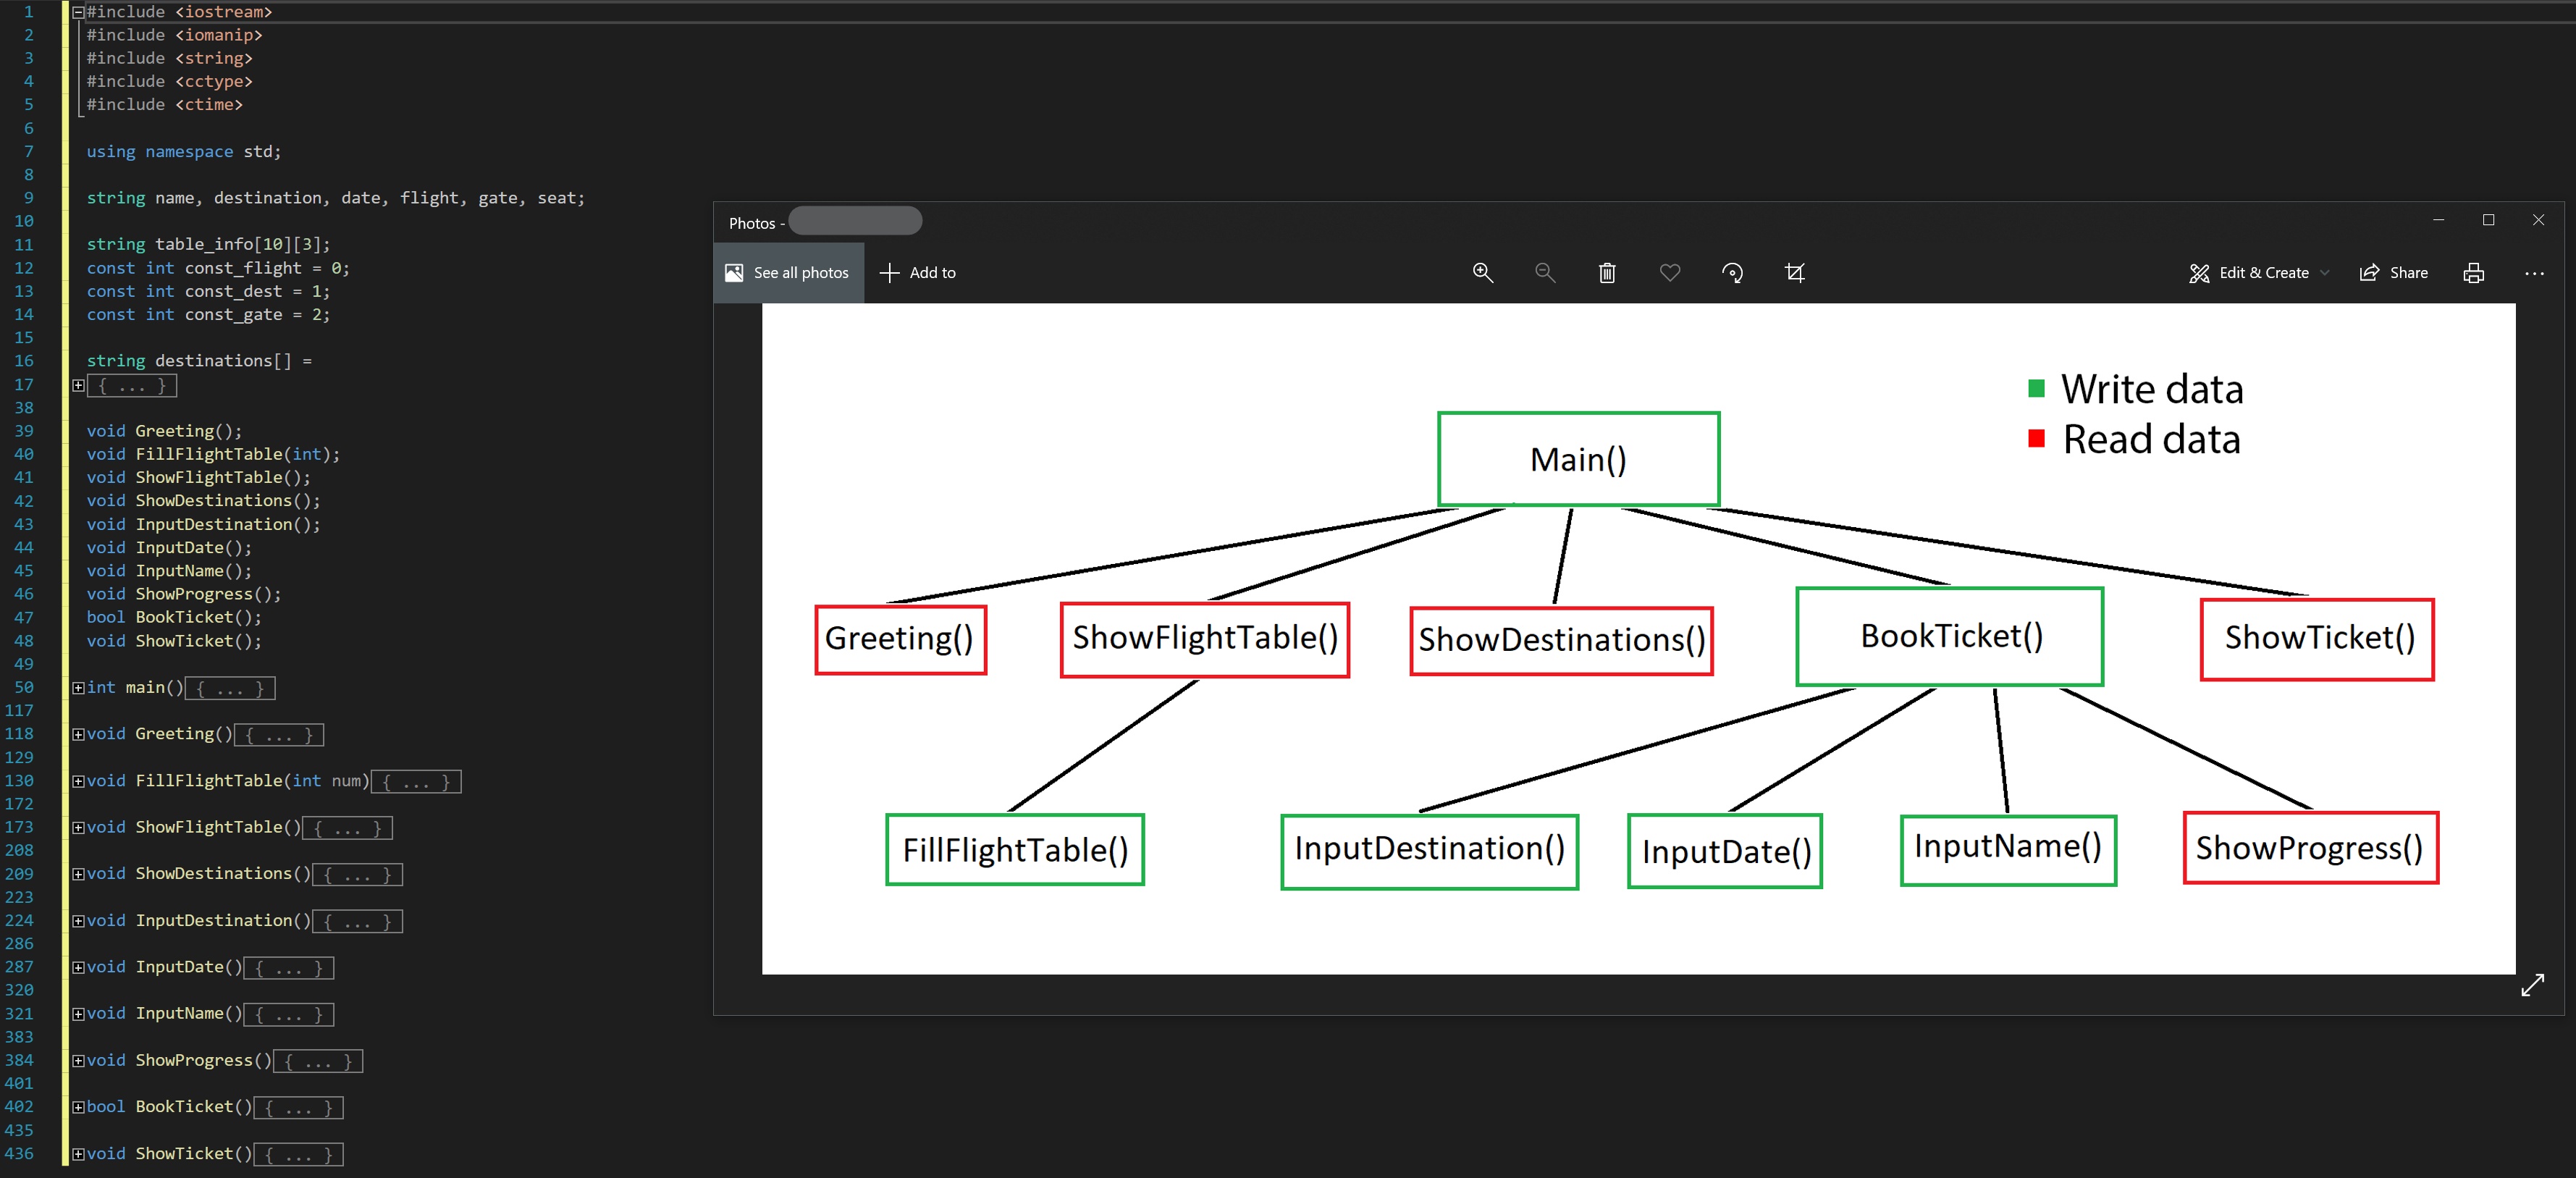 1 #include <iostream>
2 #include <iomanip>
3 #include <string>
4 #include <cctype>
5 #include <ctime>
6
7 using namespace std;
8
9 string name, destination, date, flight, gate, seat;
10
11 string table_info[10][3];
12 const int const_flight = 0;
13 const int const_dest = 1;
14 const int const_gate = 2;
15
16 string destinations[] =
17 { ... }
38
39 void Greeting();
40 void FillFlightTable(int);
41 void ShowFlightTable();
42 void ShowDestinations();
43 void InputDestination();
44 void InputDate();
45 void InputName();
46 void ShowProgress();
47 bool BookTicket();
48 void ShowTicket();
49
50 int main(){ ... }
117
118 void Greeting(){ ... }
129
130 void FillFlightTable(int num){ ... }
172
173 void ShowFlightTable(){ ... }
208
209 void ShowDestinations(){ ... }
223
224 void InputDestination(){ ... }
286
287 void InputDate(){ ... }
320
321 void InputName(){ ... }
383
384 void ShowProgress(){ ... }
401
402 bool BookTicket(){ ... }
435
436 void ShowTicket(){ ... }
Photos -
See all photos Add to Edit & Create Share ...
Write data
Read data
Main()
Greeting() ShowFlightTable() ShowDestinations() BookTicket() ShowTicket()
FillFlightTable() InputDestination() InputDate() InputName() ShowProgress()